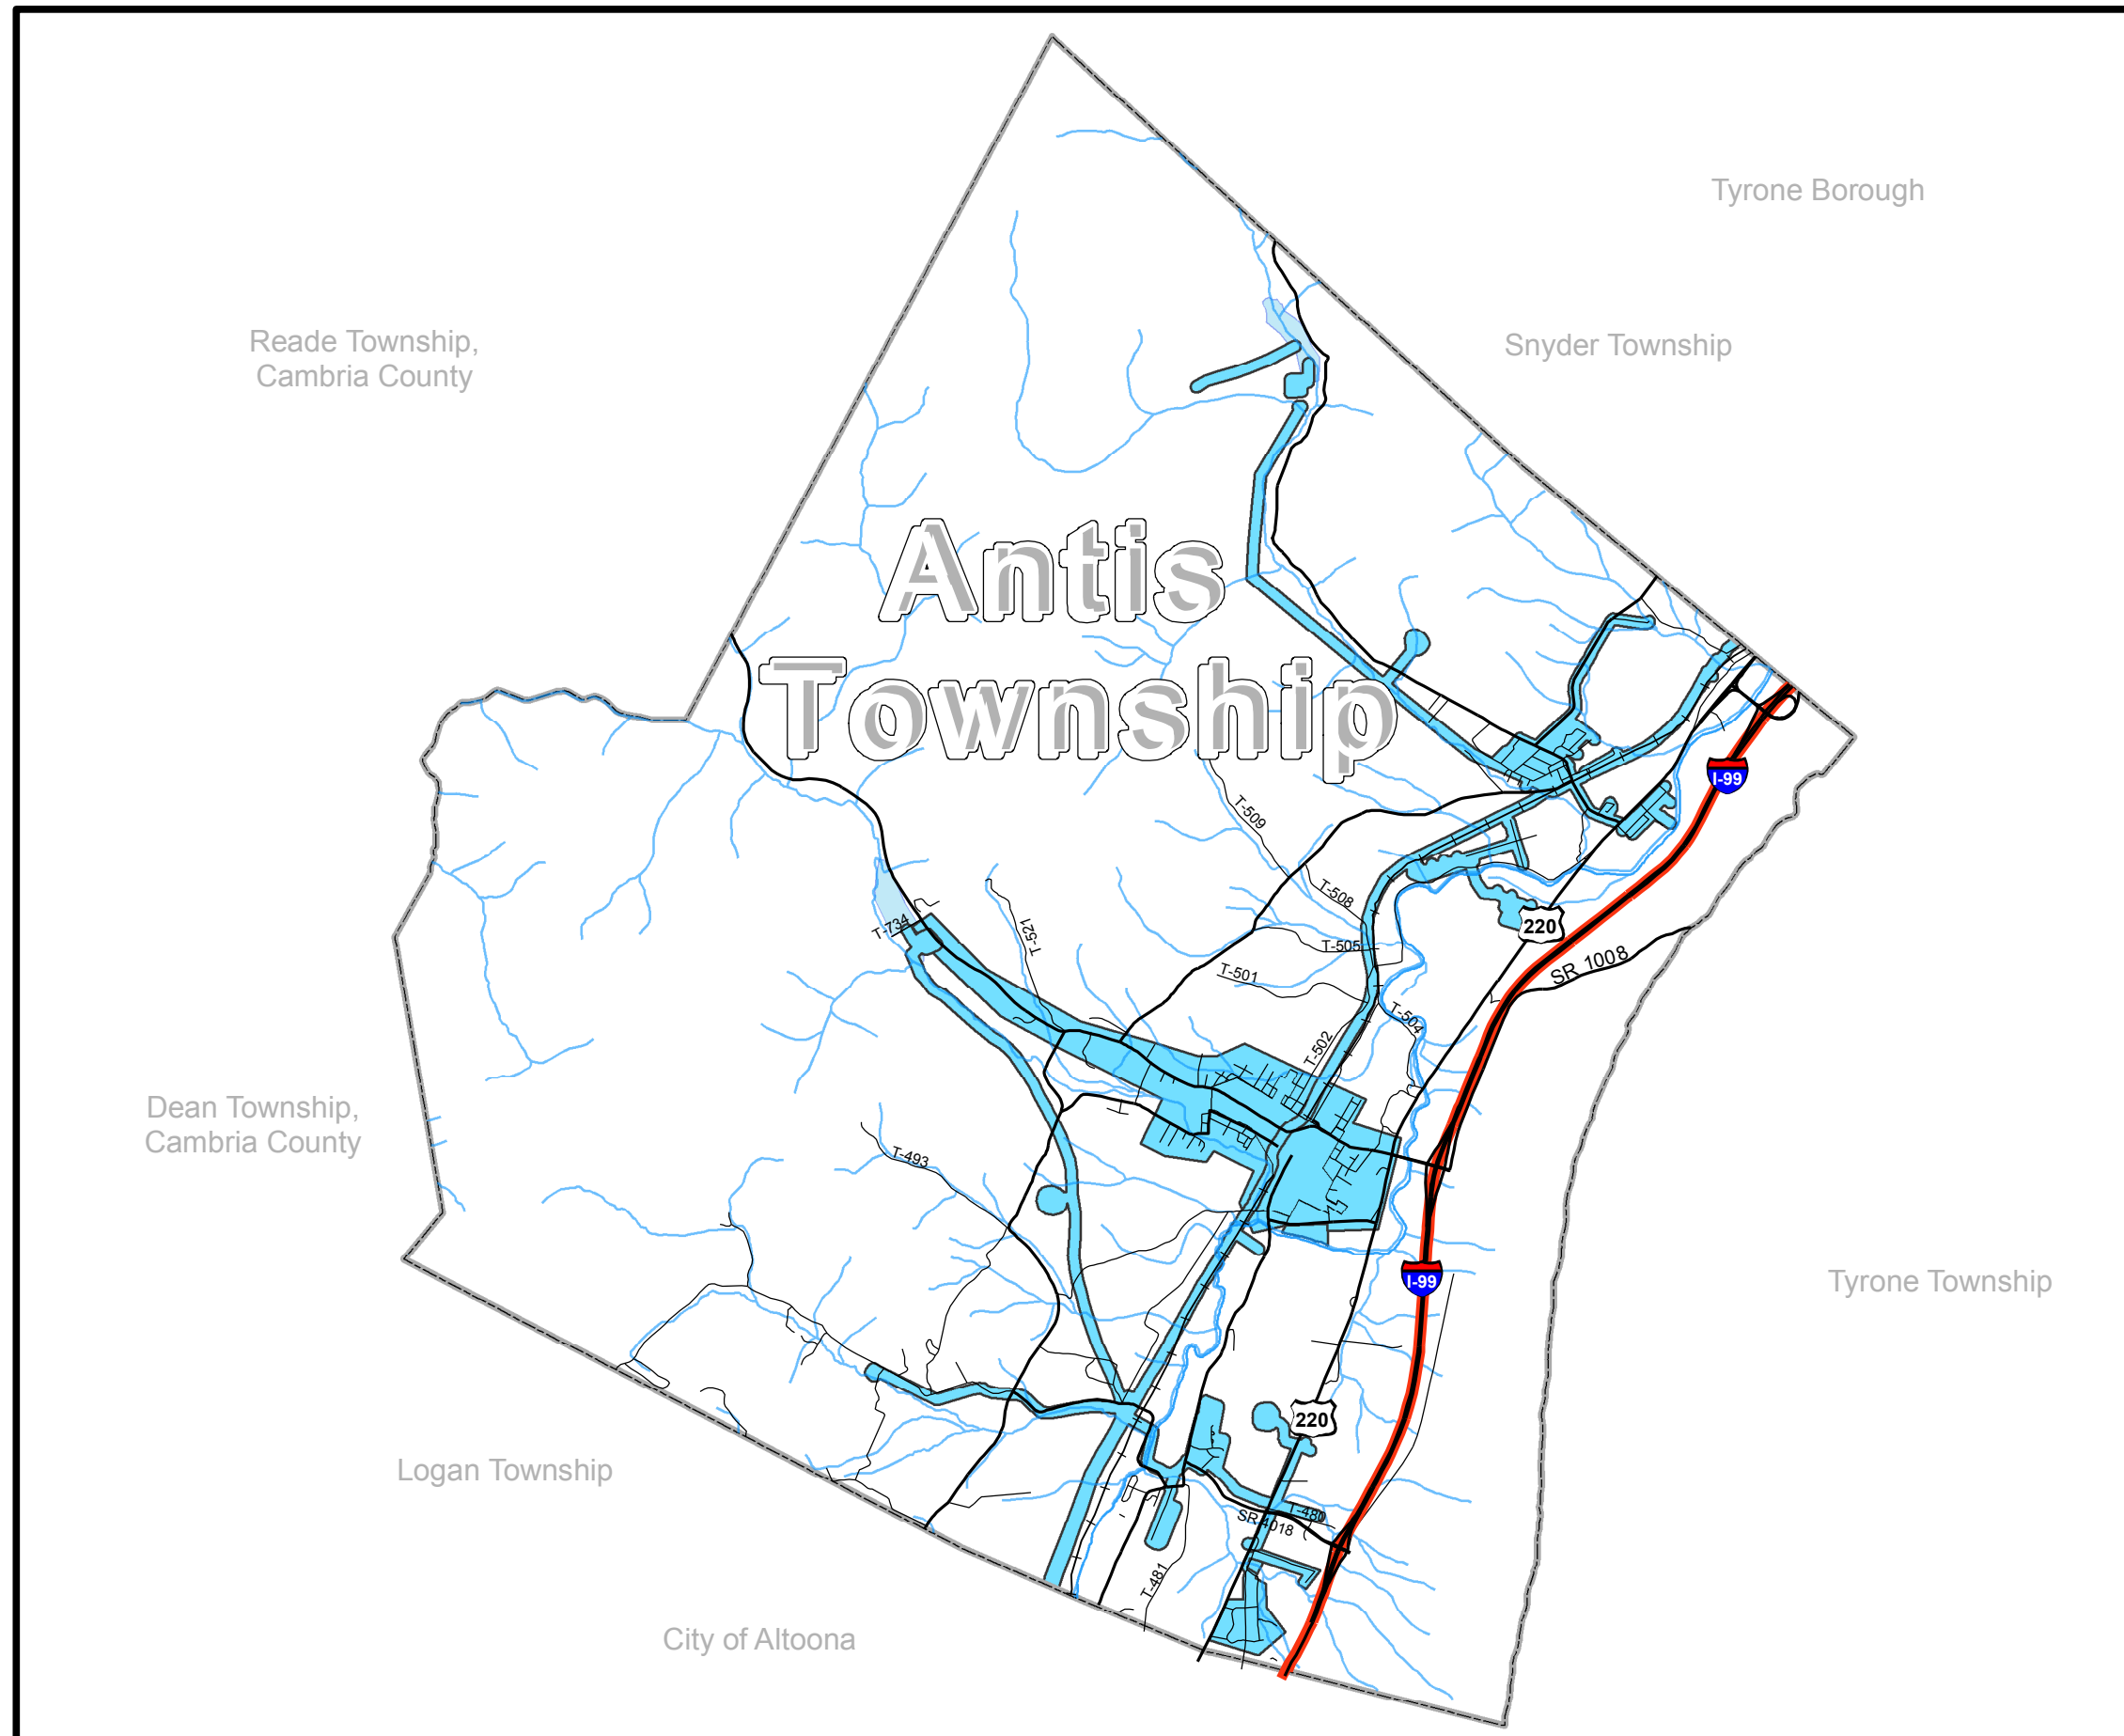 Tyrone Borough
Reade Township,
Cambria County
Snyder Township
Antis
Township
I-99
T-509
T-508
T-734
T-521
220
T-505
SR 1008
T-501
T-504
T-502
Dean Township,
Cambria County
T-493
I-99
Tyrone Township
220
Logan Township
T-480
SR 4018
T-481
City of Altoona